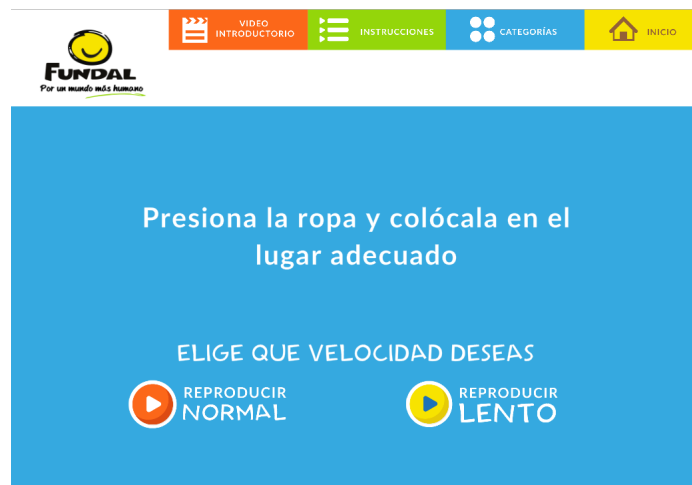 FUNDAL
Por un mundo más humano
VIDEO
INTRODUCTORIO
INSTRUCCIONES
CATEGORÍAS
INICIO
Presiona la ropa y colócala en el
lugar adecuado
ELIGE QUE VELOCIDAD DESEAS
REPRODUCIR
NORMAL
REPRODUCIR
LENTO